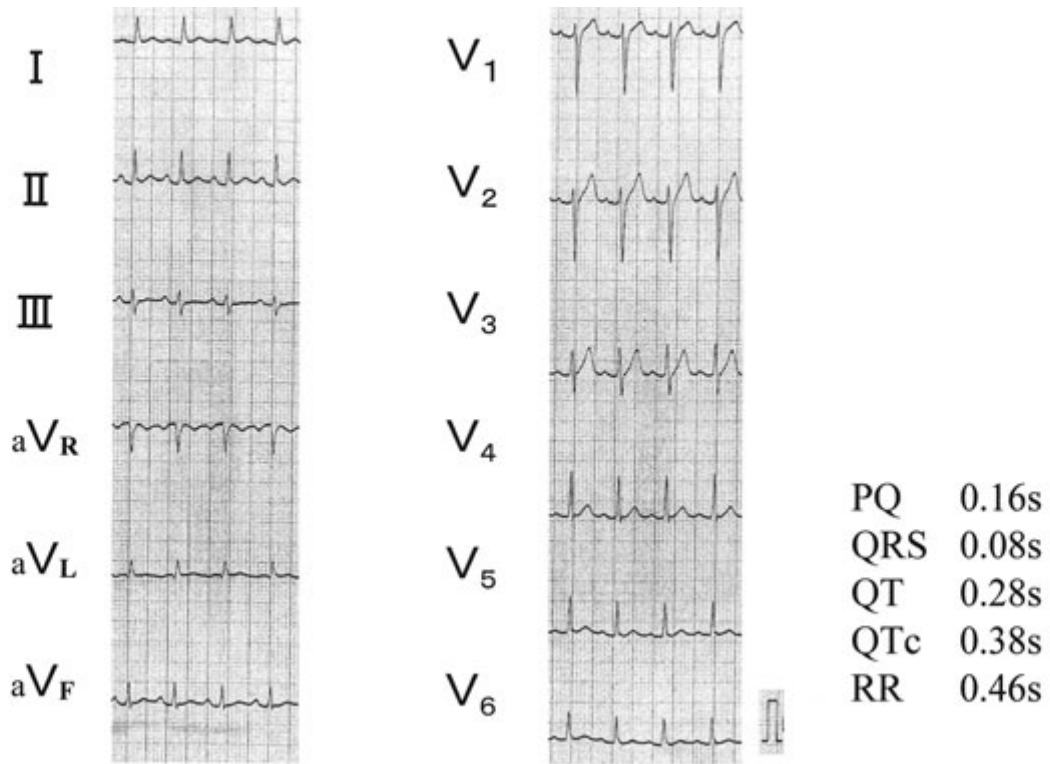 I
II
III
aVR
aVL
aVF
V1
V2
V3
V4
V5
V6
PQ 0.16s
QRS 0.08s
QT 0.28s
QTc 0.38s
RR 0.46s